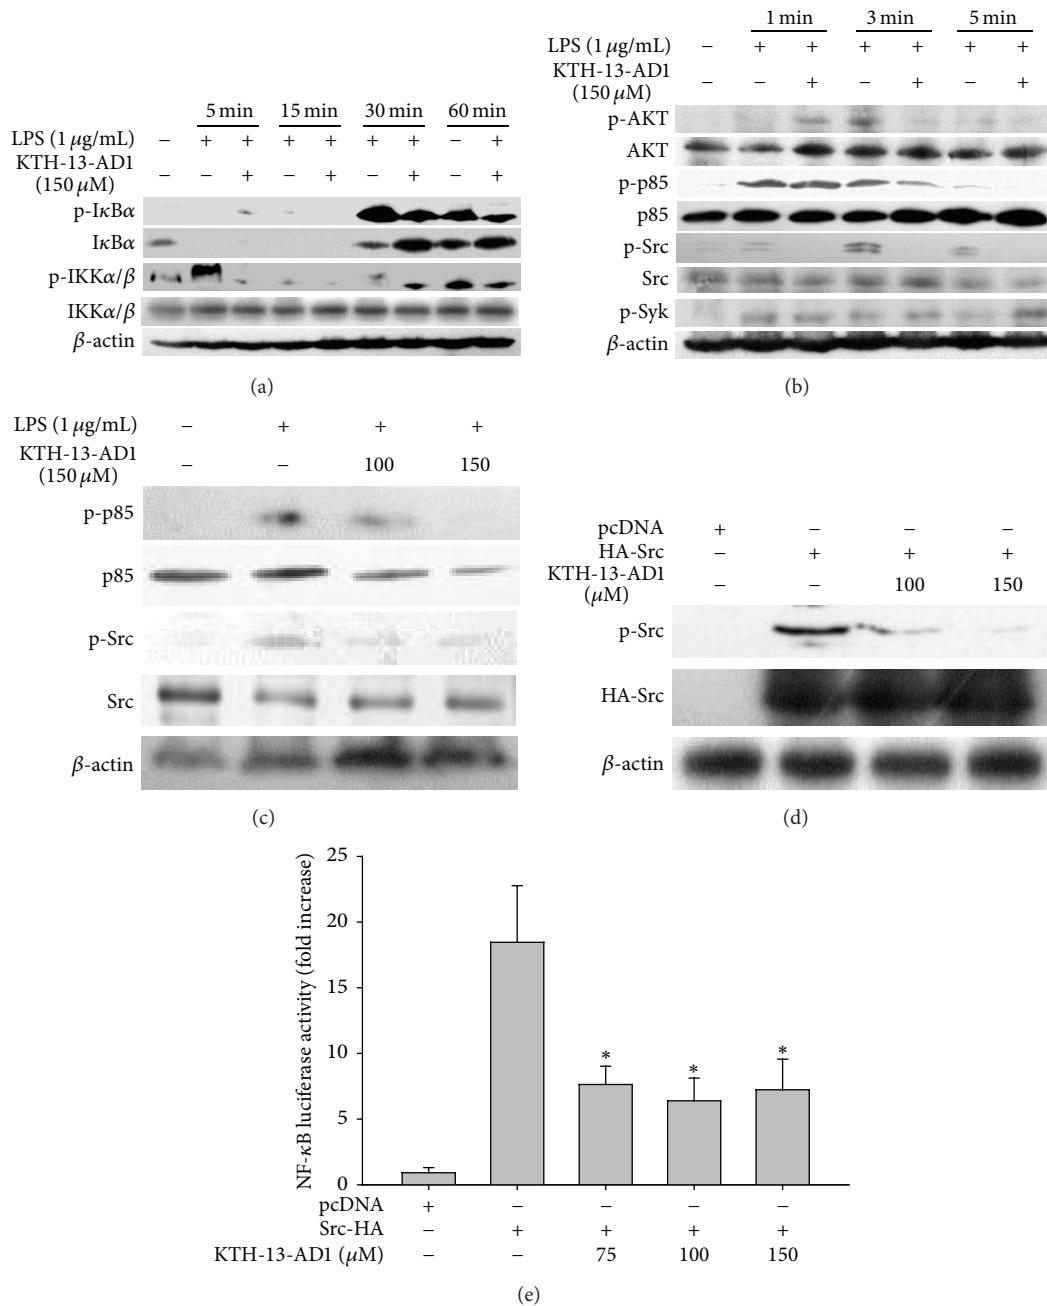 5 min 15 min 30 min 60 min
LPS (1 μg/mL) − + + + + + + − +
KTH-13-AD1
(150 μM) − − + − + − + − +
p-IκBα
IκBα
p-IKKα/β
IKKα/β
β-actin
(a)
1 min 3 min 5 min
LPS (1 μg/mL) − + + + + + +
KTH-13-AD1
(150 μM) − − + − + − +
p-AKT
AKT
p-p85
p85
p-Src
Src
p-Syk
β-actin
(b)
LPS (1 μg/mL) − + + +
KTH-13-AD1
(150 μM) − − 100 150
p-p85
p85
p-Src
Src
β-actin
(c)
pcDNA + − − −
HA-Src − + + +
KTH-13-AD1
(μM) − − 100 150
p-Src
HA-Src
β-actin
(d)
NF-κB luciferase activity (fold increase)
25
20
15
10
5
0
* * *
pcDNA + − − − −
Src-HA − + + + +
KTH-13-AD1 (μM) − − 75 100 150
(e)